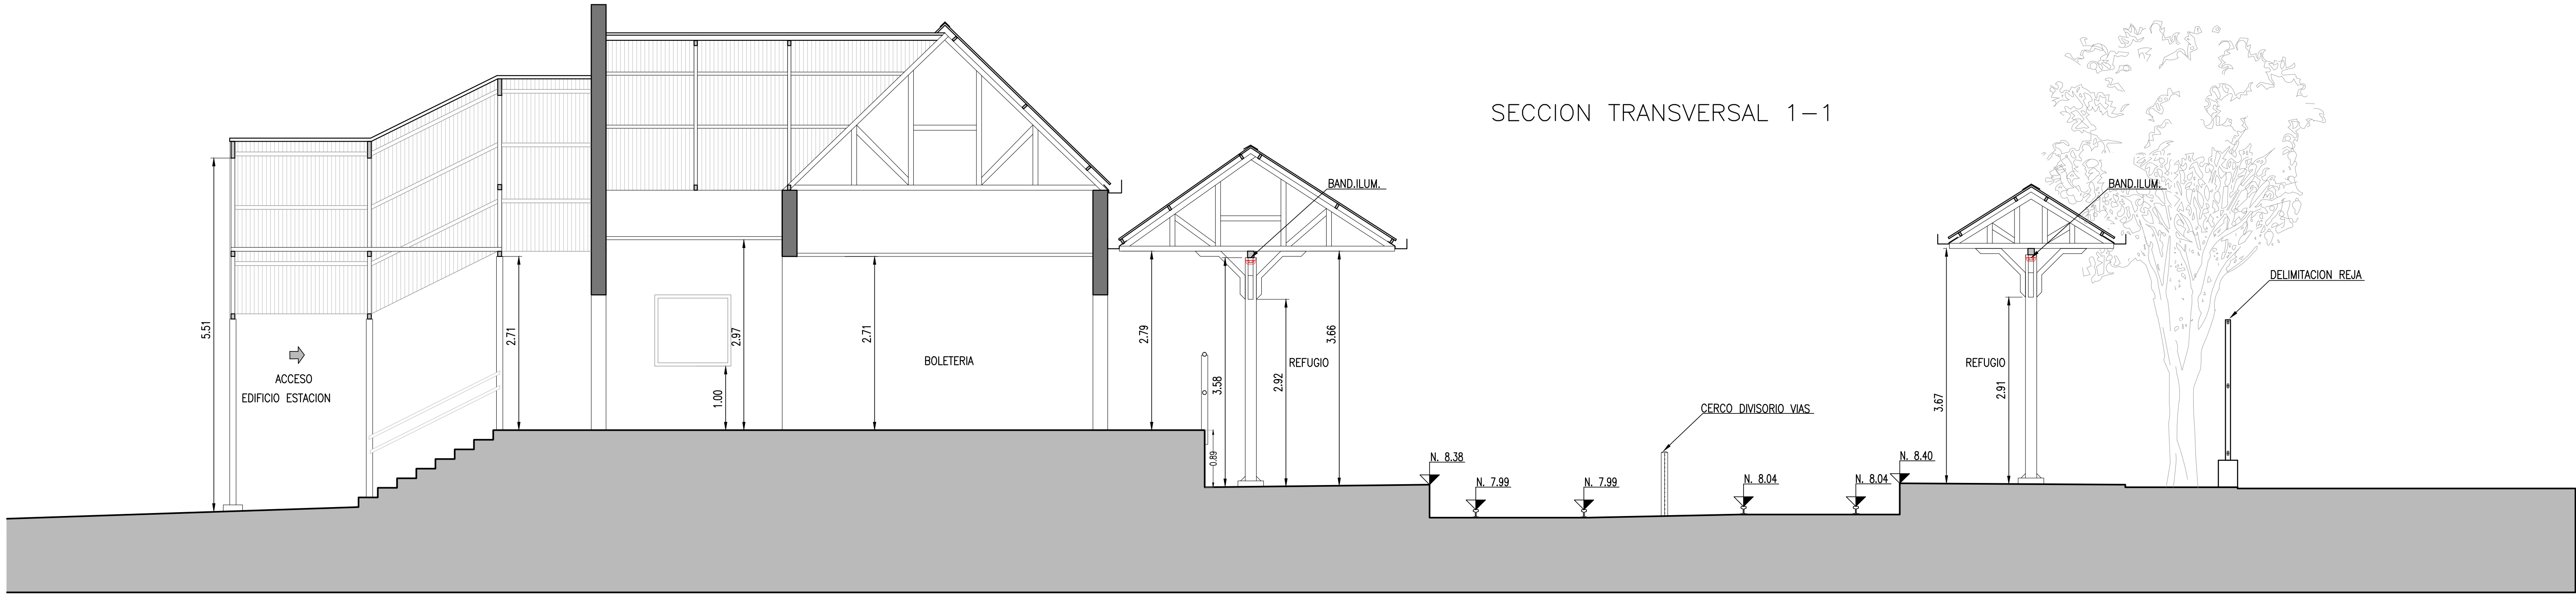 SECCION TRANSVERSAL 1-1
BAND.ILUM.
BAND.ILUM.
DELIMITACION REJA
5.51
2.71
2.97
2.71
2.79
3.66
ACCESO
EDIFICIO ESTACION
1.00
BOLETERIA
3.58
2.92
REFUGIO
REFUGIO
3.67
2.91
CERCO DIVISORIO VIAS
0.89
N. 8.38
N. 7.99
N. 7.99
N. 8.04
N. 8.04
N. 8.40